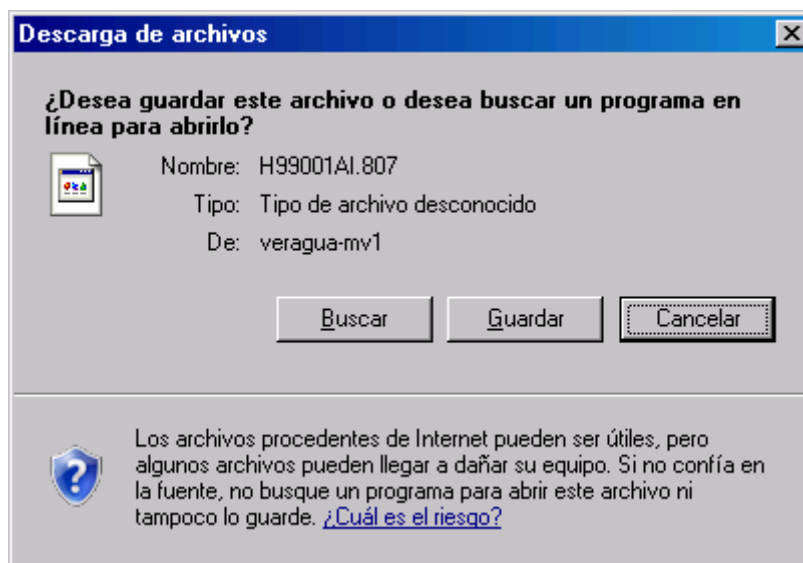 Descarga de archivos
¿Desea guardar este archivo o desea buscar un programa en
línea para abrirlo?
Nombre: H99001AI.807
Tipo: Tipo de archivo desconocido
De: veragua-mv1
Buscar Guardar Cancelar
Los archivos procedentes de Internet pueden ser útiles, pero
algunos archivos pueden llegar a dañar su equipo. Si no confía en
la fuente, no busque un programa para abrir este archivo ni
tampoco lo guarde. ¿Cuál es el riesgo?